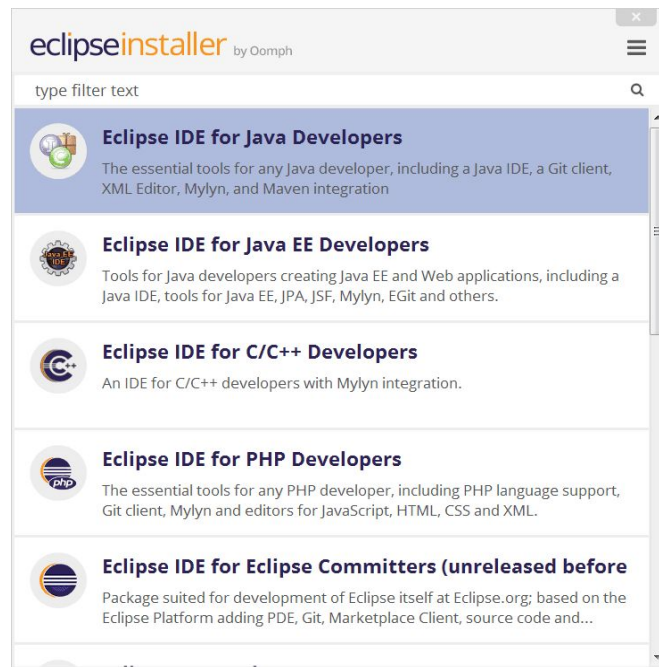 eclipseinstaller by Oomph
type filter text
Eclipse IDE for Java Developers
The essential tools for any Java developer, including a Java IDE, a Git client,
XML Editor, Mylyn, and Maven integration
Java EE
IDE
Eclipse IDE for Java EE Developers
Tools for Java developers creating Java EE and Web applications, including a
Java IDE, tools for Java EE, JPA, JSF, Mylyn, EGit and others.
C++
Eclipse IDE for C/C++ Developers
An IDE for C/C++ developers with Mylyn integration.
php
Eclipse IDE for PHP Developers
The essential tools for any PHP developer, including PHP language support,
Git client, Mylyn and editors for JavaScript, HTML, CSS and XML.
Eclipse IDE for Eclipse Committers (unreleased before
Package suited for development of Eclipse itself at Eclipse.org; based on the
Eclipse Platform adding PDE, Git, Marketplace Client, source code and...